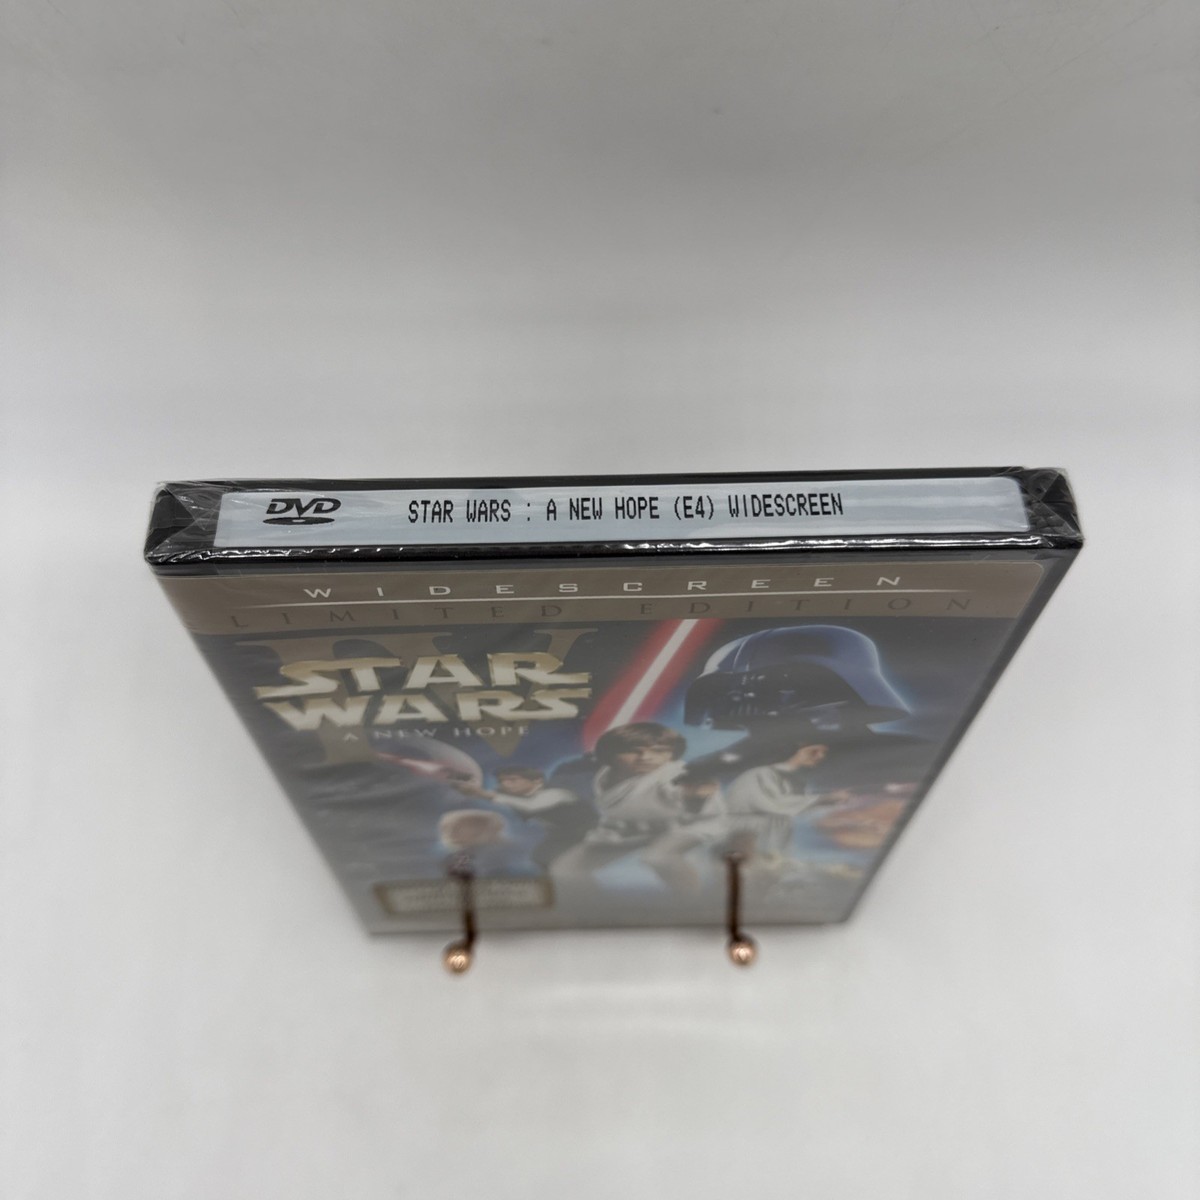 DVD
STAR WARS : A NEW HOPE (E4) WIDESCREEN
WIDESCREEN
LIMITED EDITION
IV
STAR
WARS
A NEW HOPE